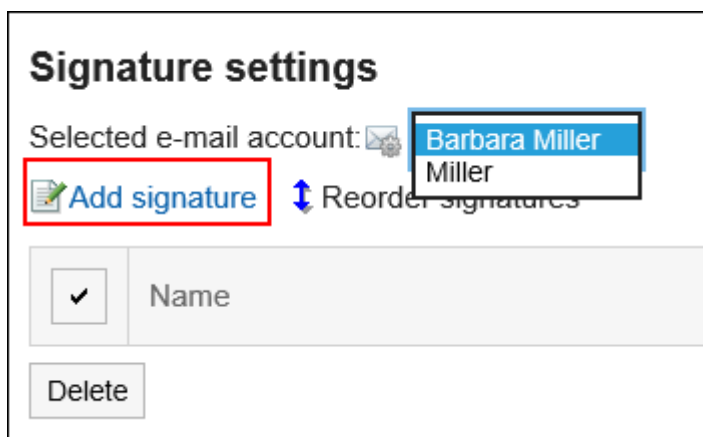 Signature settings
Selected e-mail account: Barbara Miller
Miller
Add signature Reorder signatures
Name
Delete